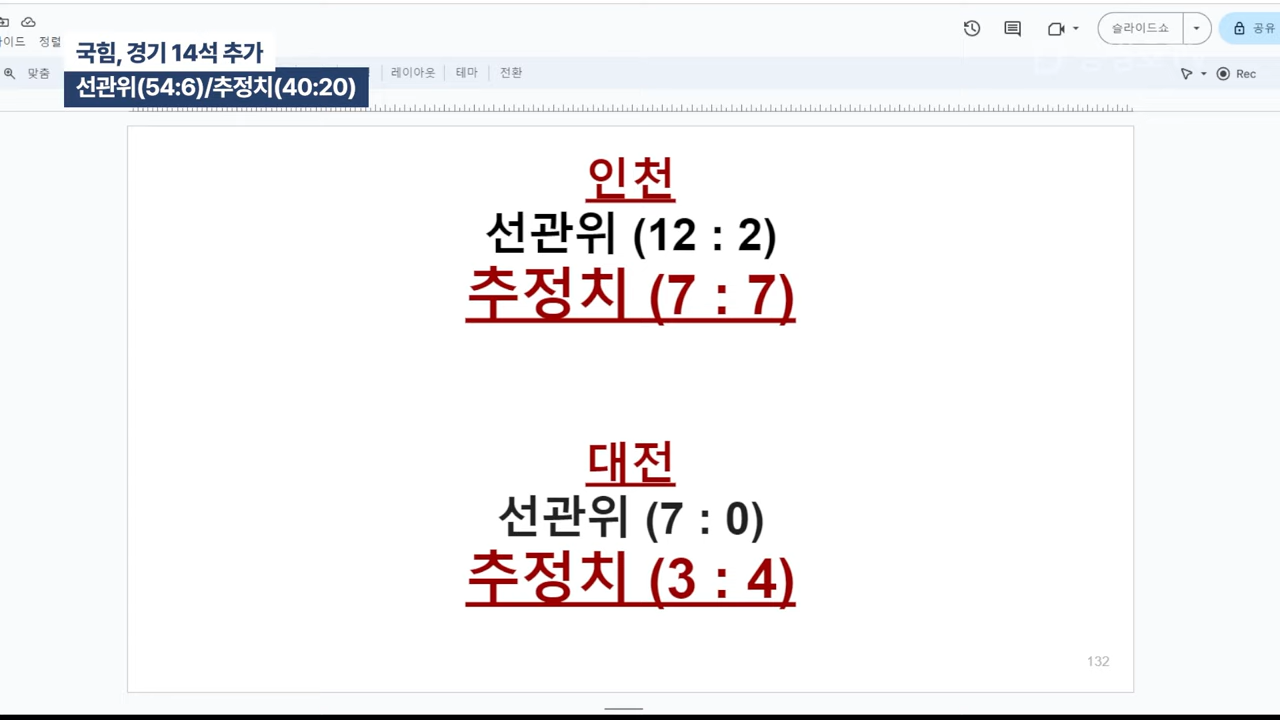 정렬
국힘, 경기 14석 추가
선관위(54:6)/추정치(40:20)
맞춤
레이아웃
테마
전환
슬라이드쇼
공유
Rec
인천
선관위 (12 : 2)
추정치 (7 : 7)
대전
선관위 (7 : 0)
추정치 (3 : 4)
132